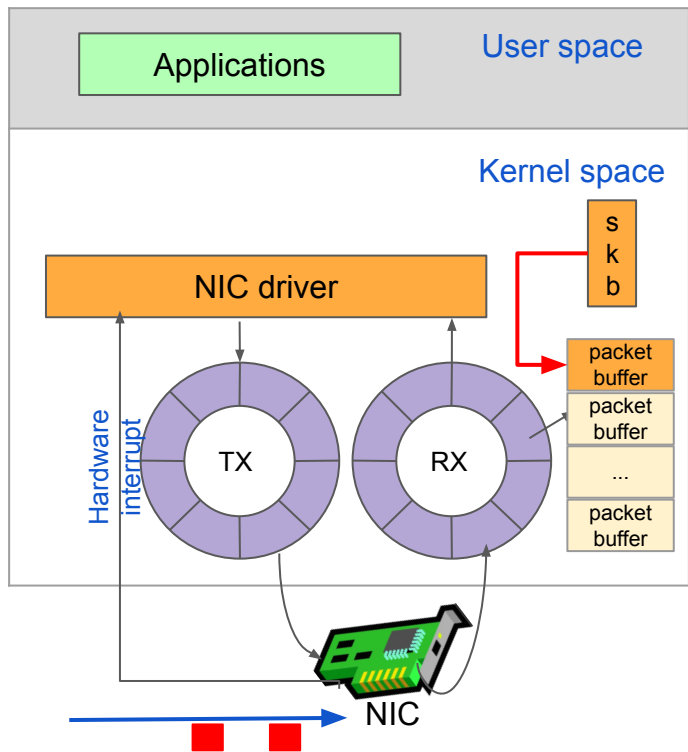 User space
Applications
Kernel space
s
k
b
NIC driver
packet
buffer
packet
buffer
...
packet
buffer
Hardware
interrupt
TX
RX
NIC